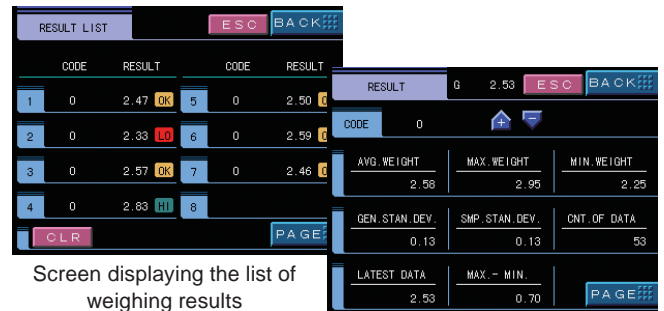 RESULT LIST ESC BACK
CODE RESULT CODE RESULT
1 0 2.47 OK 5 0 2.50
2 0 2.33 LO 6 0 2.59
3 0 2.57 OK 7 0 2.46
4 0 2.83 HI 8
CLR PAGE
Screen displaying the list of
weighing results
RESULT G 2.53 ESC BACK
CODE 0 + −
AVG.WEIGHT MAX.WEIGHT MIN.WEIGHT
2.58 2.95 2.25
GEN.STAN.DEV. SMP.STAN.DEV. CNT.OF DATA
0.13 0.13 53
LATEST DATA MAX.- MIN.
2.53 0.70 PAGE